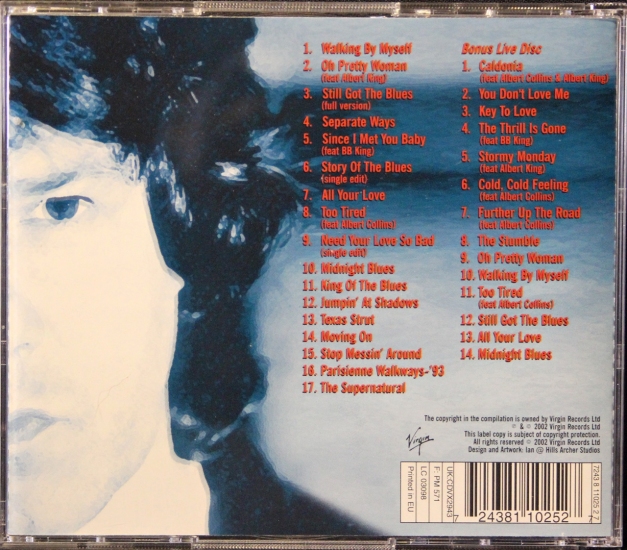 1. Walking By Myself
2. Oh Pretty Woman
(feat Albert King)
3. Still Got The Blues
(full version)
4. Separate Ways
5. Since I Met You Baby
(feat BB King)
6. Story Of The Blues
(single edit)
7. All Your Love
8. Too Tired
(feat Albert Collins)
9. Need Your Love So Bad
(single edit)
10. Midnight Blues
11. King Of The Blues
12. Jumpin' At Shadows
13. Texas Strut
14. Moving On
15. Stop Messin' Around
16. Parisienne Walkways-'93
17. The Supernatural
Bonus Live Disc
1. Caldonia
(feat Albert Collins & Albert King)
2. You Don't Love Me
3. Key To Love
4. The Thrill Is Gone
(feat BB King)
5. Stormy Monday
(feat Albert King)
6. Cold, Cold Feeling
(feat Albert Collins)
7. Further Up The Road
(feat Albert Collins)
8. The Stumble
9. Oh Pretty Woman
10. Walking By Myself
11. Too Tired
(feat Albert Collins)
12. Still Got The Blues
13. All Your Love
14. Midnight Blues
The copyright in the compilation is owned by Virgin Records Ltd
℗ & © 2002 Virgin Records Ltd
This label copy is subject of copyright protection.
All rights reserved © 2002 Virgin Records Ltd
Design and Artwork: Ian @ Hills Archer Studios
Virgin
Printed in EU
LC 03098
F: PM 571
UK:CDVX2943
7 24381 10252 7
7243 8 11025 2 7